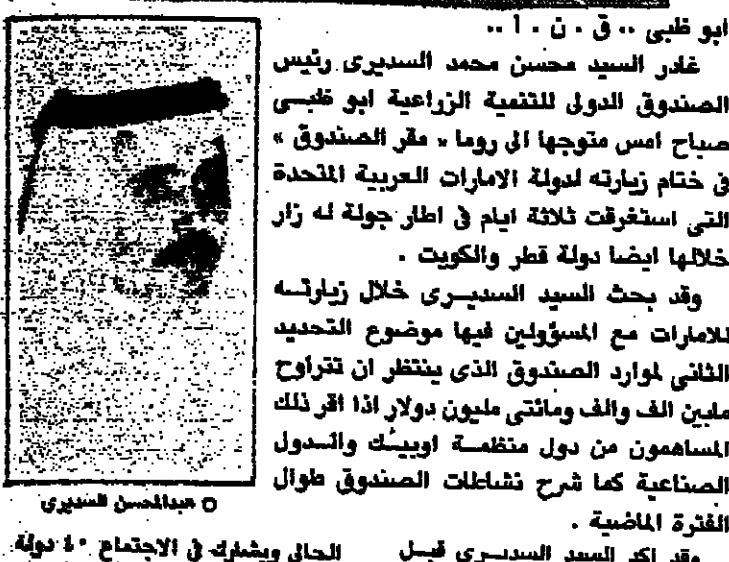 ابو ظبى .. ق . ن . ا ..
غادر السيد محسن محمد السديرى رئيس
الصندوق الدولى للتنمية الزراعية ابو ظبى
صباح امس متوجها الى روما « مقر الصندوق »
فى ختام زيارته لدولة الامارات العربية المتحدة
التى استغرقت ثلاثة ايام فى اطار جولة له زار
خلالها ايضا دولة قطر والكويت .
وقد بحث السيد السديرى خلال زيارته
للامارات مع المسؤولين فيها موضوع التحديد
الثانى لموارد الصندوق الذى ينتظر ان تتراوح
مابين الف والف ومائتى مليون دولار اذا اقر ذلك
المساهمون من دول منظمة اوبيك والدول
الصناعية كما شرح نشاطات الصندوق طوال
الفترة الماضية .
وقد اكد السيد السديرى قبل
○ عبدالمحسن السديرى
الحالى ويشارك فى الاجتماع ٤٠ دولة